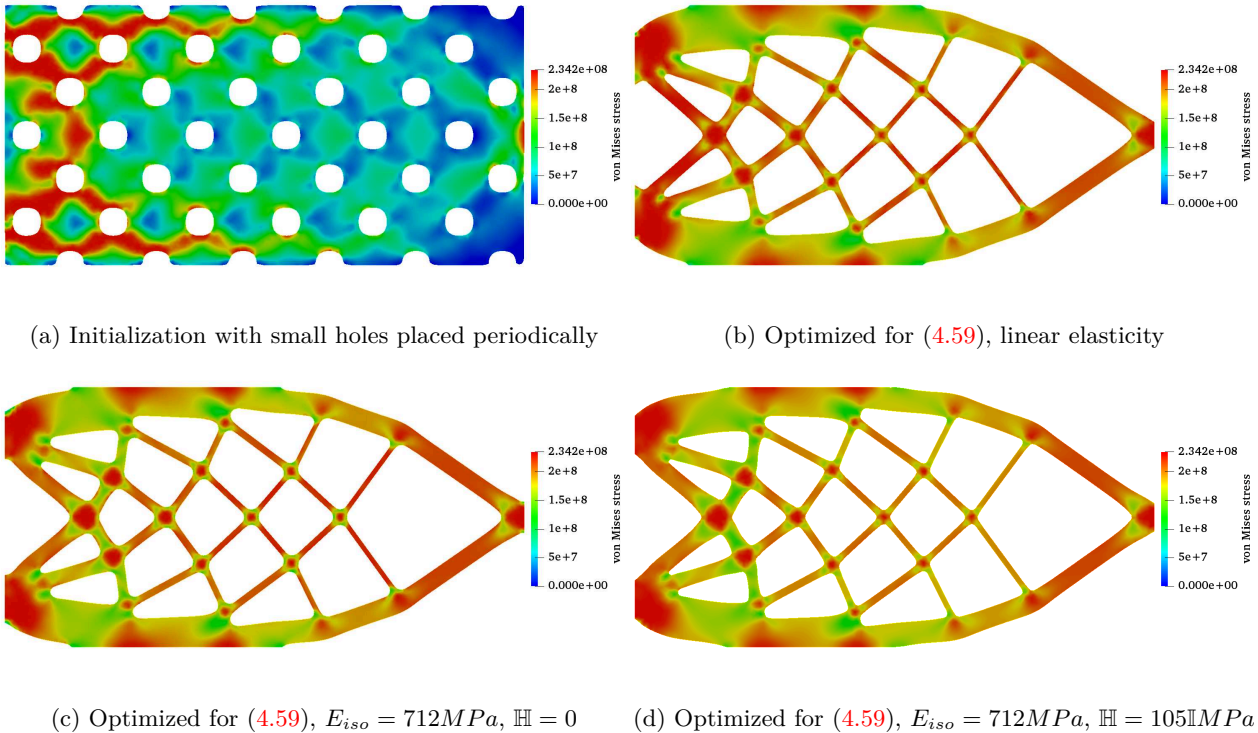 2.342e+08
2e+8
1.5e+8
1e+8
5e+7
0.000e+00
von Mises stress
2.342e+08
2e+8
1.5e+8
1e+8
5e+7
0.000e+00
von Mises stress
(a) Initialization with small holes placed periodically
(b) Optimized for (4.59), linear elasticity
2.342e+08
2e+8
1.5e+8
1e+8
5e+7
0.000e+00
von Mises stress
2.342e+08
2e+8
1.5e+8
1e+8
5e+7
0.000e+00
von Mises stress
(c) Optimized for (4.59), E_{iso} = 712MPa, ℍ = 0
(d) Optimized for (4.59), E_{iso} = 712MPa, ℍ = 105𝕀MPa